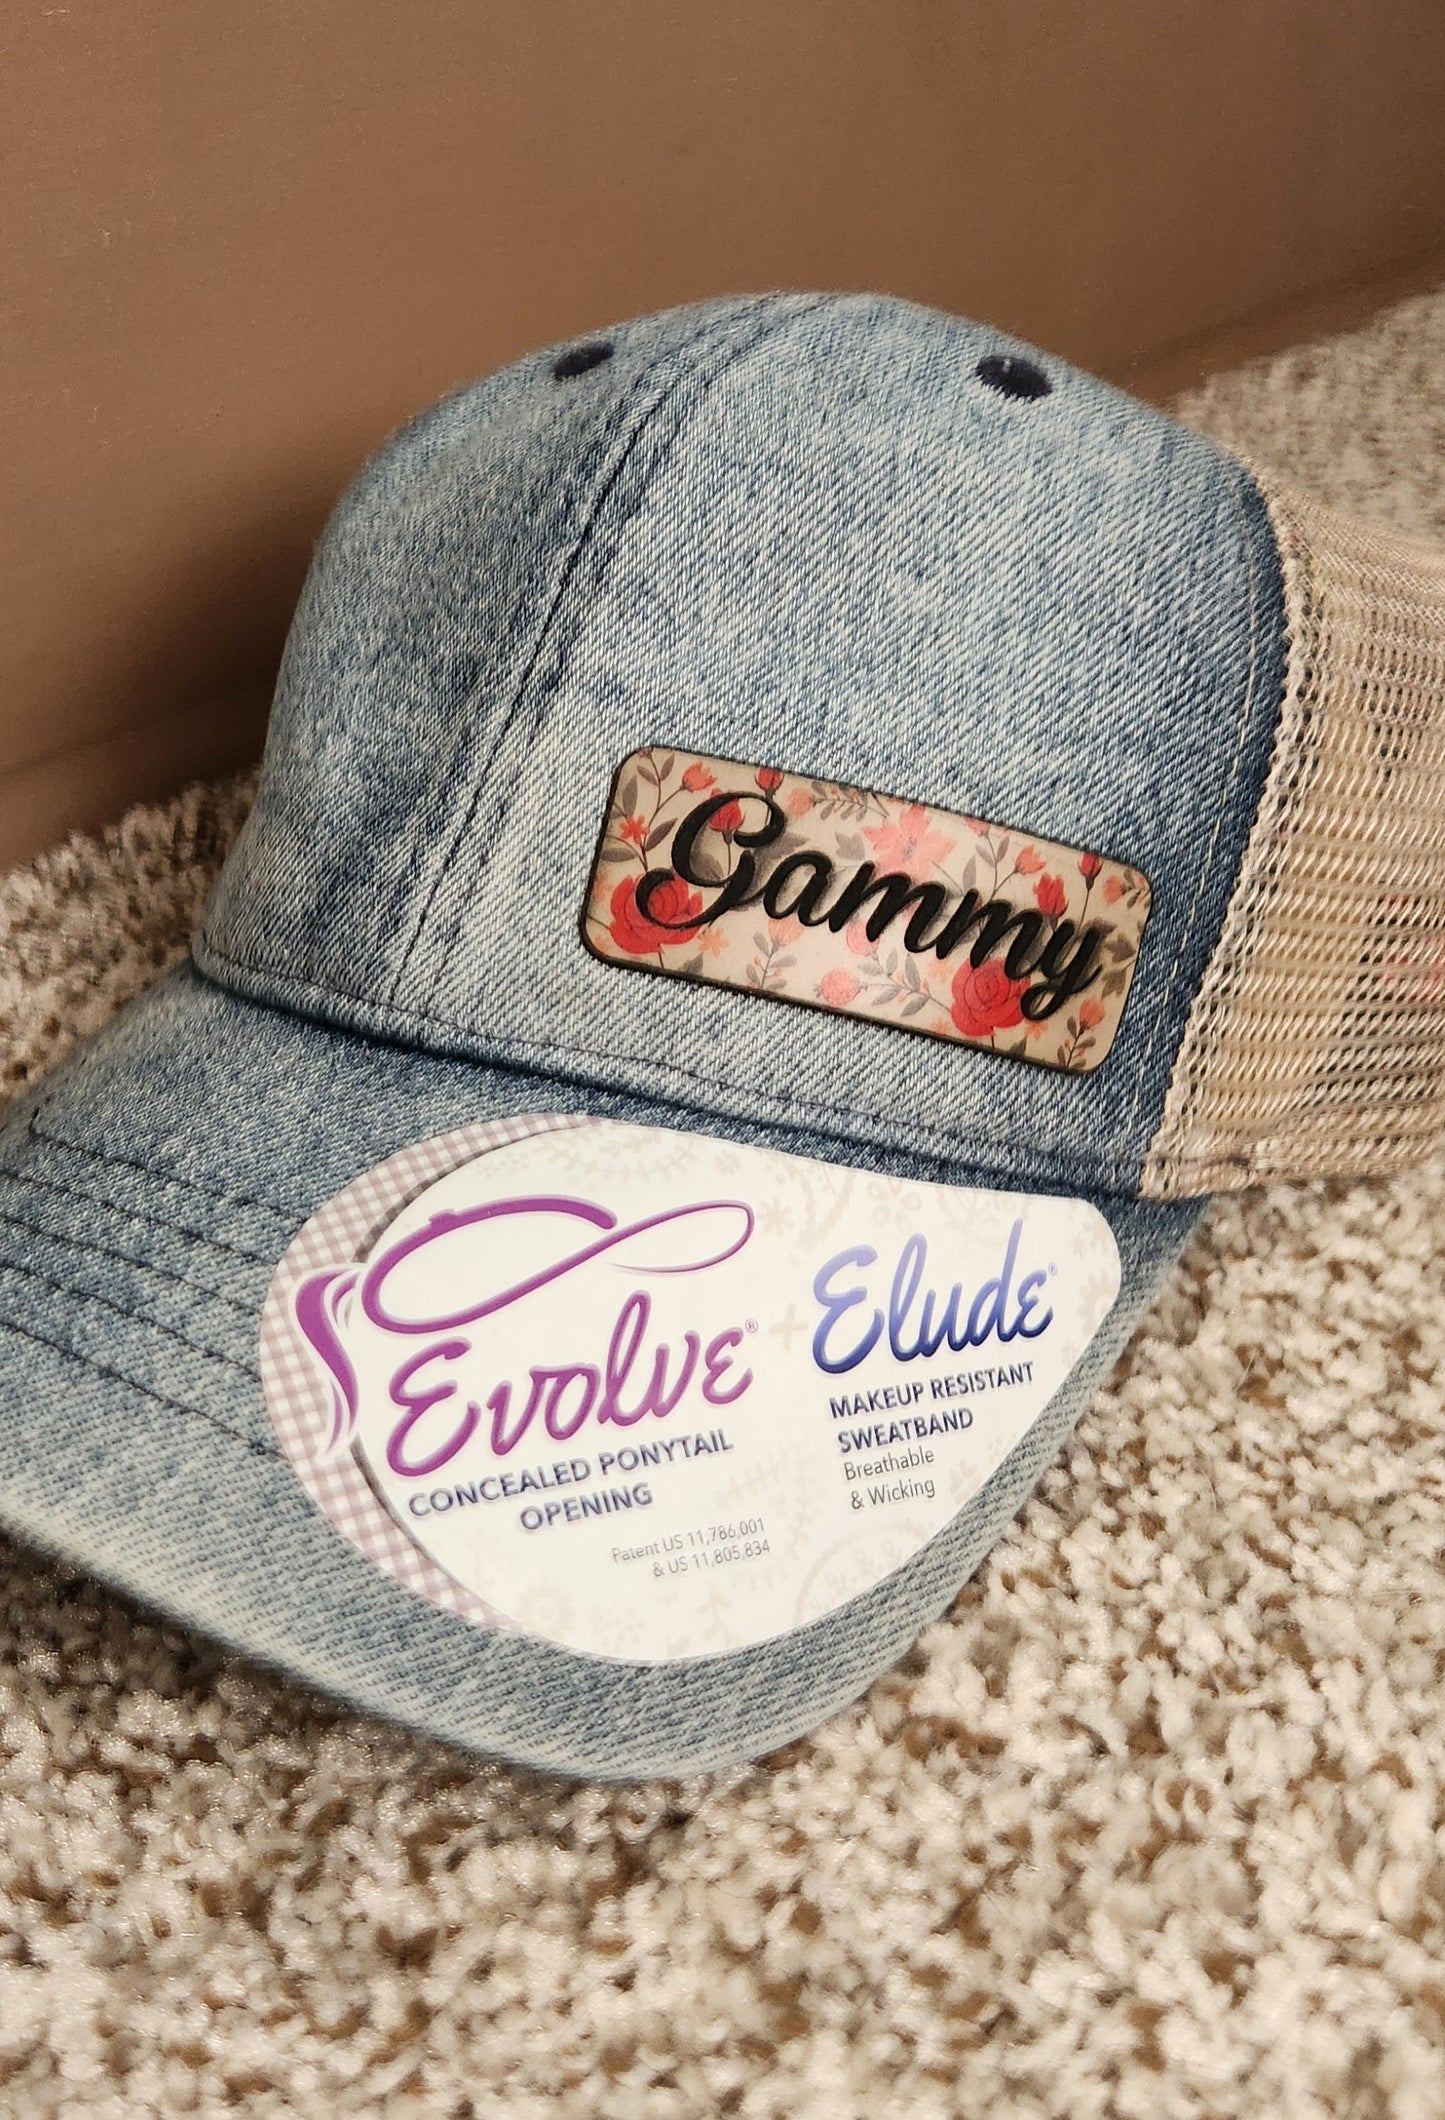 Gammy
Evolve®
CONCEALED PONYTAIL
OPENING
Patent US 11,786,001
& US 11,805,834
+
Elude®
MAKEUP RESISTANT
SWEATBAND
Breathable
& Wicking